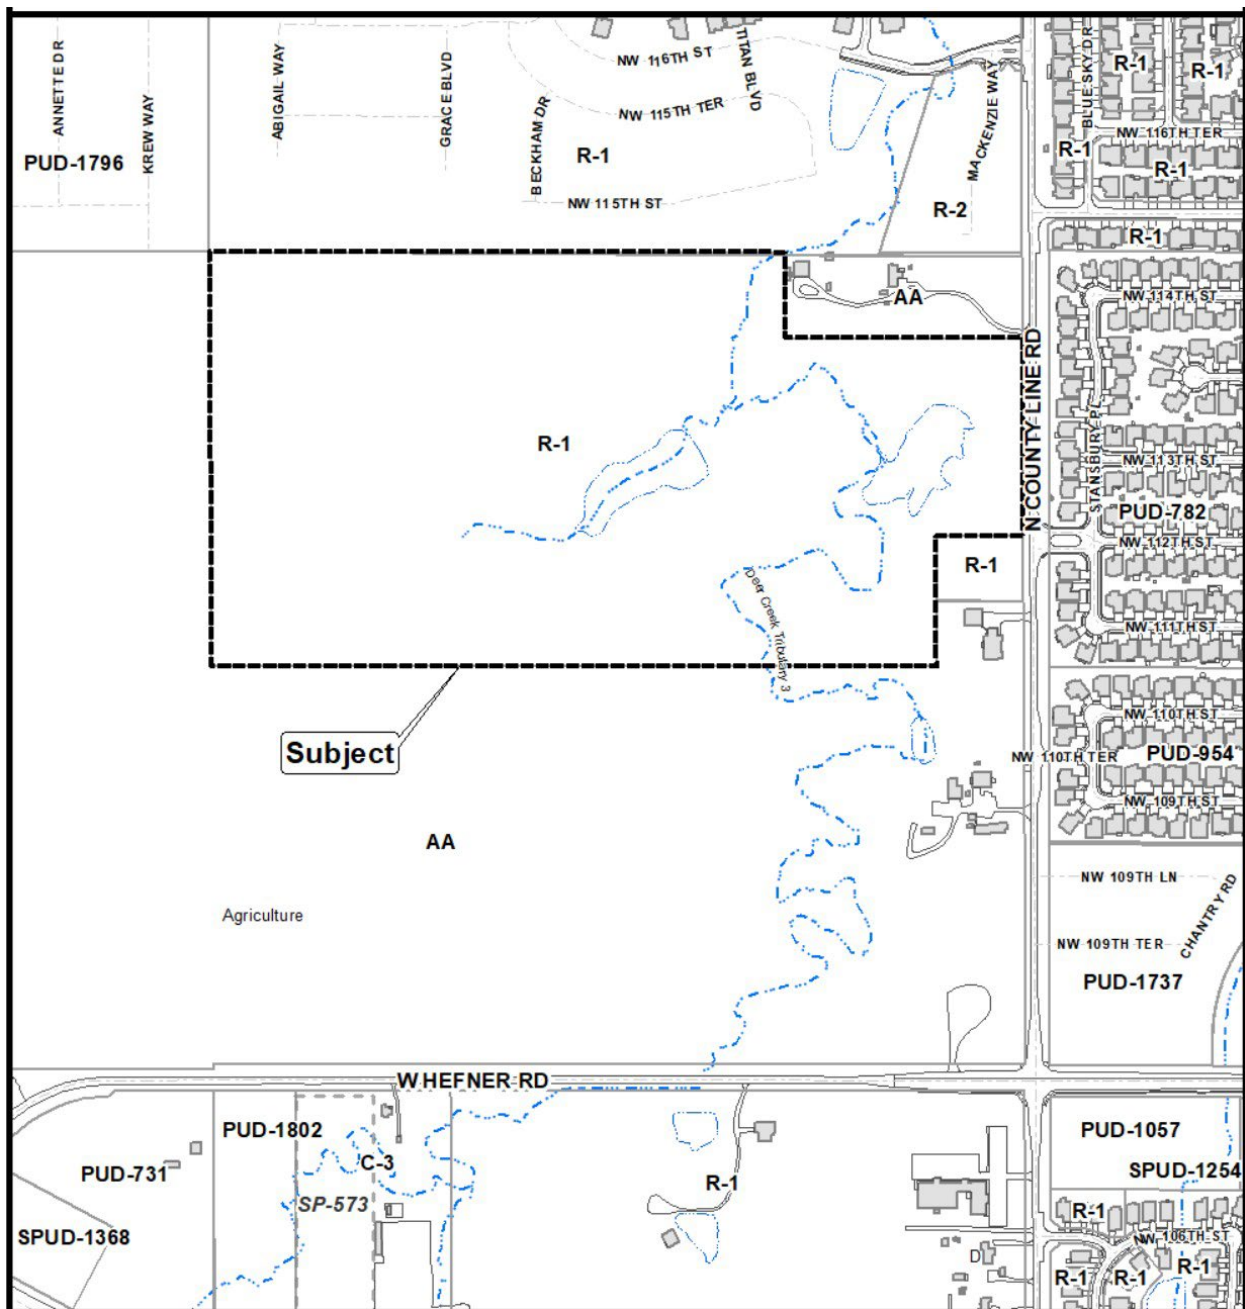 ANNETTE DR
KREW WAY
ABIGAIL WAY
GRACE BLVD
BECKHAM DR
NW 116TH ST
TITAN BLVD
NW 115TH TER
NW 115TH ST
MACKENZIE WAY
BLUE SKY DR
R-1
R-1
NW 116TH TER
R-1
R-1
PUD-1796
R-1
R-2
R-1
AA
NW 114TH ST
N COUNTY LINE RD
STANSBURY PL
R-1
NW 113TH ST
PUD-782
NW 112TH ST
R-1
Deer Creek Tributary 3
NW 111TH ST
Subject
NW 110TH ST
NW 110TH TER
PUD-954
NW 109TH ST
AA
NW 109TH LN
CHANTRY RD
Agriculture
NW 109TH TER
PUD-1737
W HEFNER RD
PUD-1802
PUD-1057
C-3
PUD-731
SPUD-1254
R-1
SP-573
R-1
SPUD-1368
NW 106TH ST
D
R-1
R-1
R-1